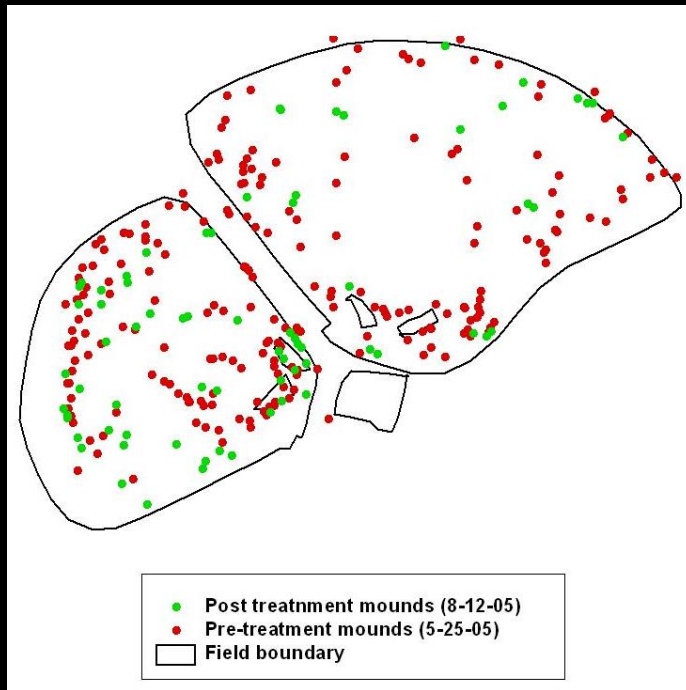 Post treatnment mounds (8-12-05)
Pre-treatment mounds (5-25-05)
Field boundary